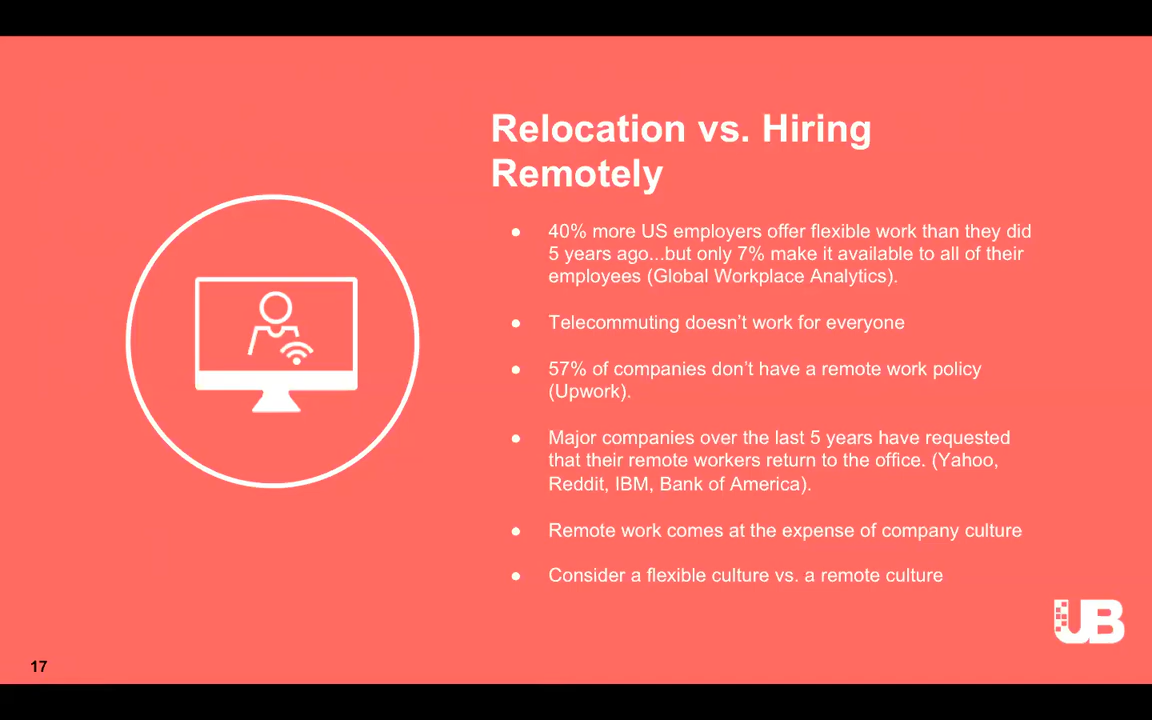 Relocation vs. Hiring
Remotely
● 40% more US employers offer flexible work than they did
5 years ago...but only 7% make it available to all of their
employees (Global Workplace Analytics).
● Telecommuting doesn’t work for everyone
● 57% of companies don’t have a remote work policy
(Upwork).
● Major companies over the last 5 years have requested
that their remote workers return to the office. (Yahoo,
Reddit, IBM, Bank of America).
● Remote work comes at the expense of company culture
● Consider a flexible culture vs. a remote culture
UB
17